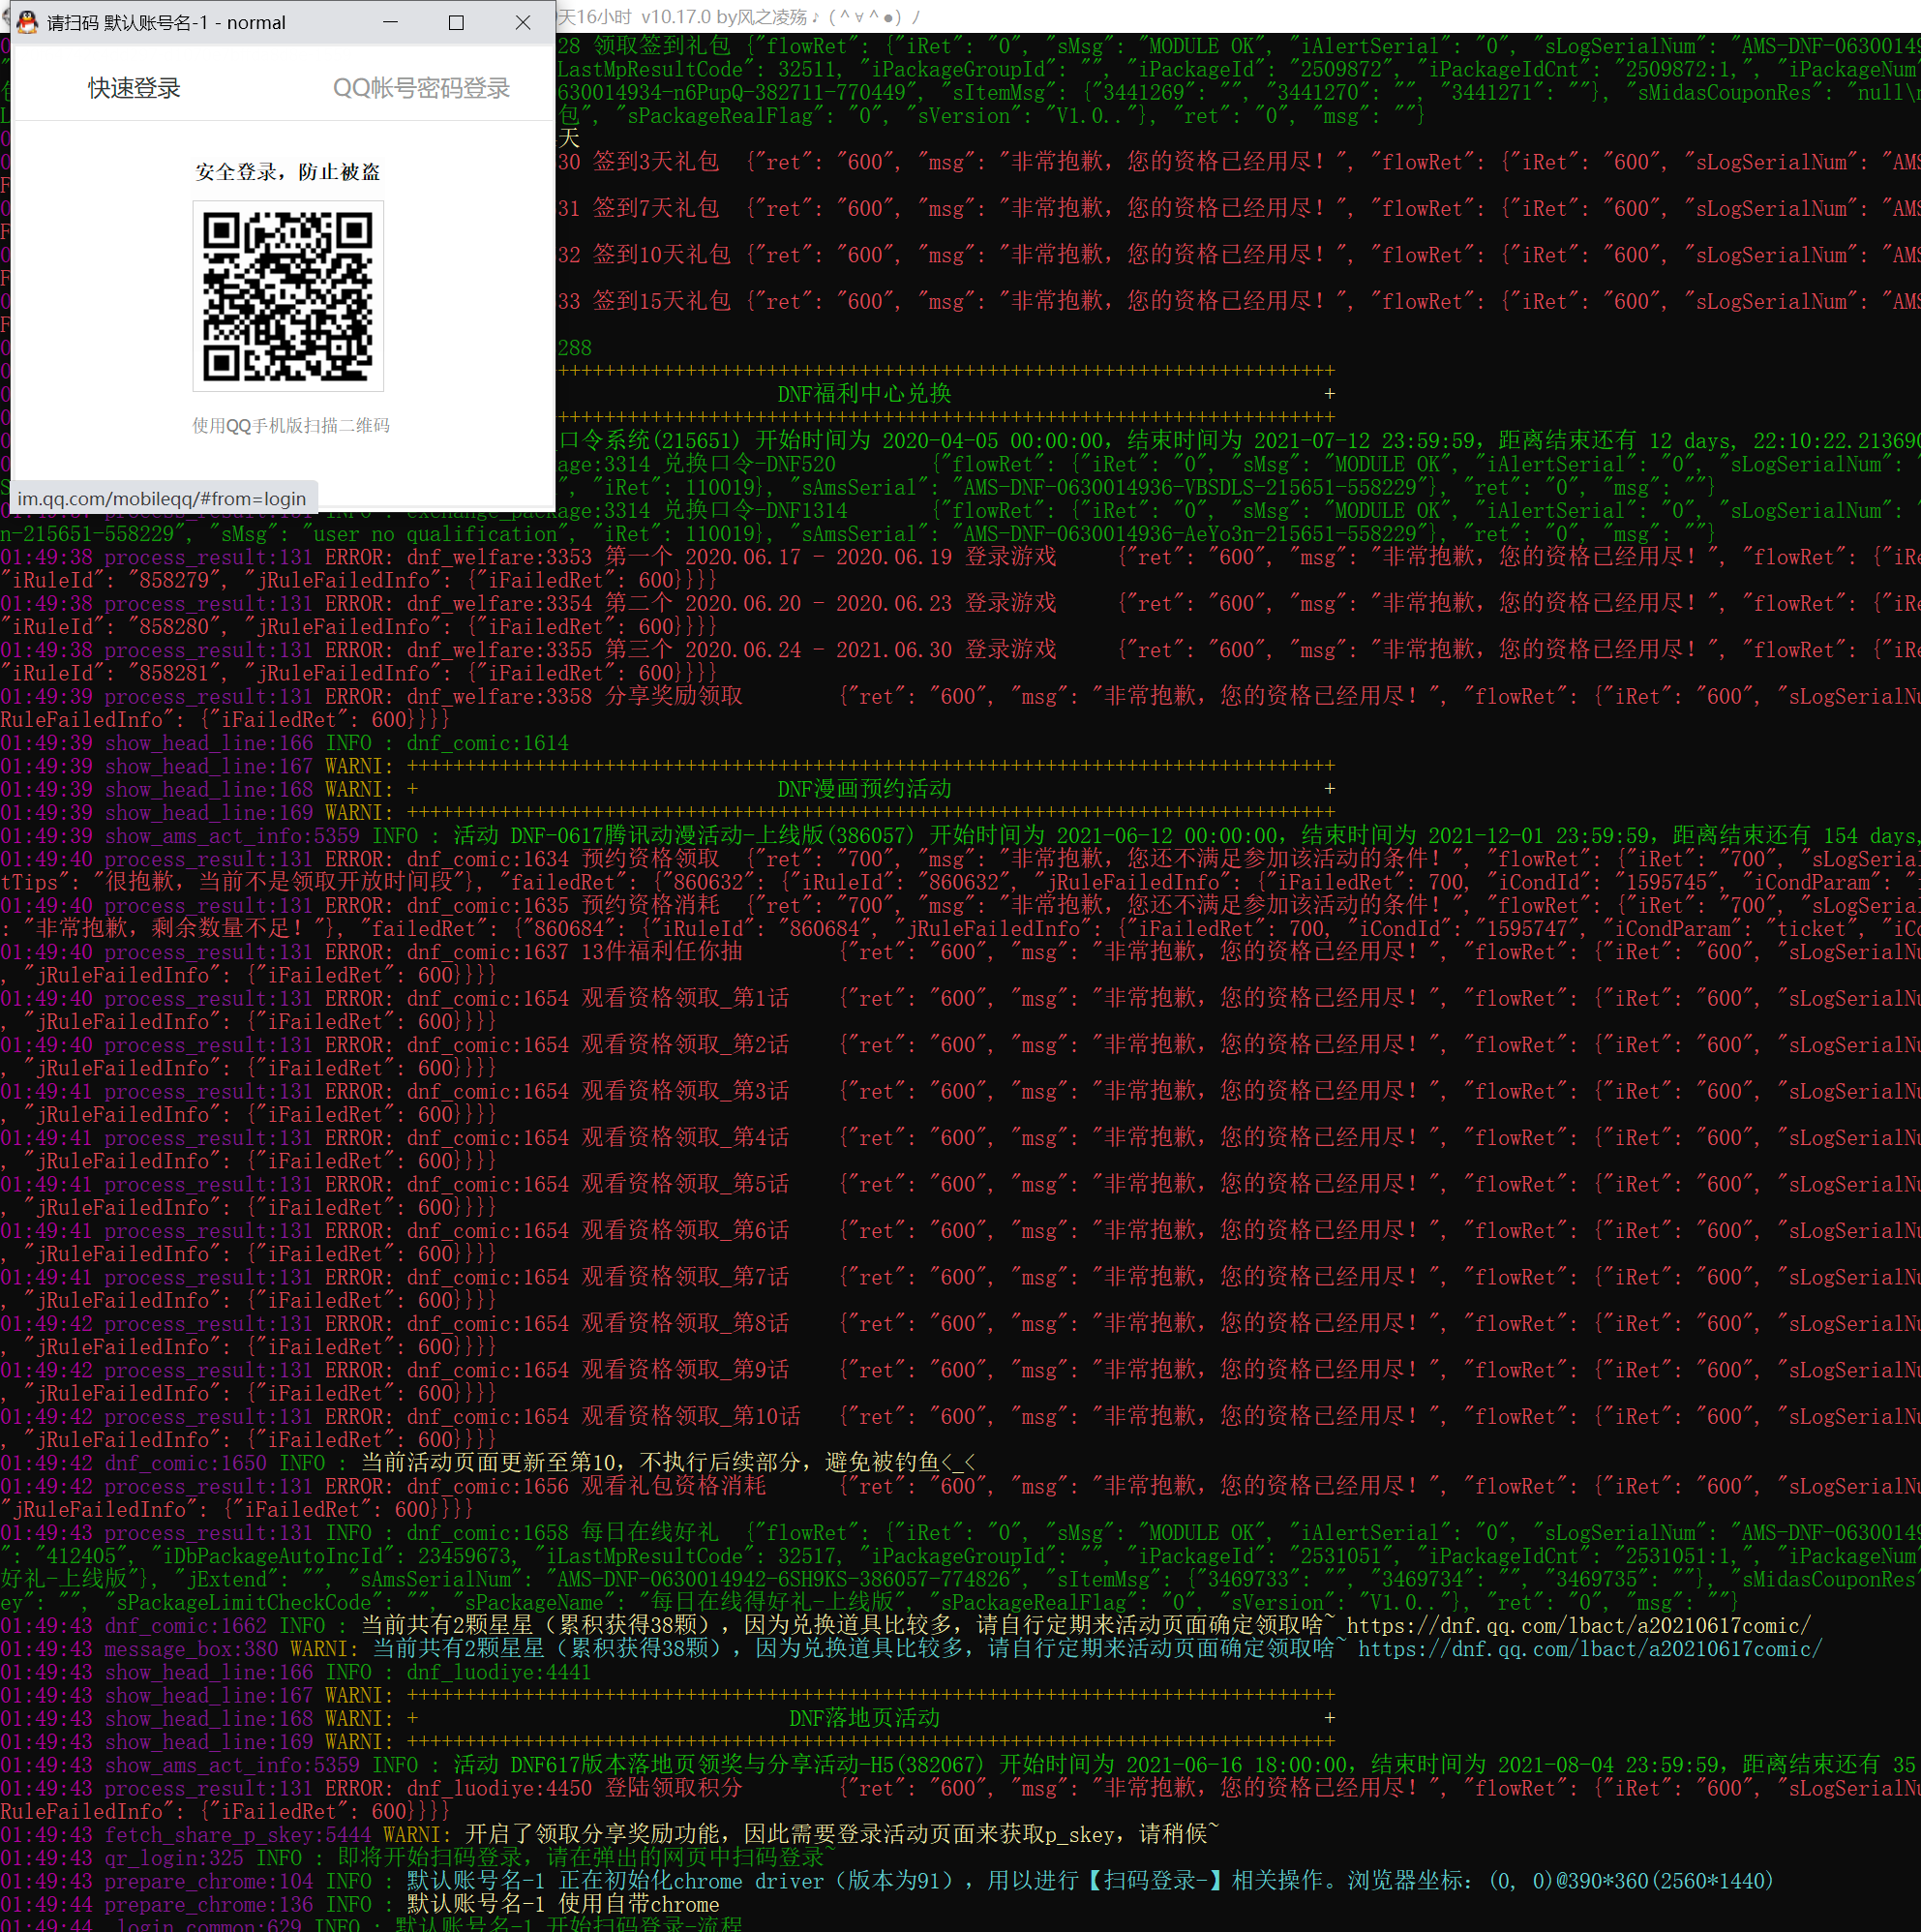 请扫码 默认账号名-1 - normal
天16小时 v10.17.0 by风之凌殇♪(＾∀＾●)ﾉ
快速登录
QQ帐号密码登录
安全登录，防止被盗
使用QQ手机版扫描二维码
im.qq.com/mobileqq/#from=login
28 领取签到礼包 {"flowRet": {"iRet": "0", "sMsg": "MODULE OK", "iAlertSerial": "0", "sLogSerialNum": "AMS-DNF-06300149
LastMpResultCode": 32511, "iPackageGroupId": "", "iPackageId": "2509872", "iPackageIdCnt": "2509872:1,", "iPackageNum"
630014934-n6PupQ-382711-770449", "sItemMsg": {"3441269": "", "3441270": "", "3441271": ""}, "sMidasCouponRes": "null\r
包", "sPackageRealFlag": "0", "sVersion": "V1.0.."}, "ret": "0", "msg": ""}
天
30 签到3天礼包 {"ret": "600", "msg": "非常抱歉，您的资格已经用尽！", "flowRet": {"iRet": "600", "sLogSerialNum": "AMS
31 签到7天礼包 {"ret": "600", "msg": "非常抱歉，您的资格已经用尽！", "flowRet": {"iRet": "600", "sLogSerialNum": "AMS
32 签到10天礼包 {"ret": "600", "msg": "非常抱歉，您的资格已经用尽！", "flowRet": {"iRet": "600", "sLogSerialNum": "AMS
33 签到15天礼包 {"ret": "600", "msg": "非常抱歉，您的资格已经用尽！", "flowRet": {"iRet": "600", "sLogSerialNum": "AMS
288
DNF福利中心兑换 +
口令系统(215651) 开始时间为 2020-04-05 00:00:00，结束时间为 2021-07-12 23:59:59，距离结束还有 12 days, 22:10:22.213690
age:3314 兑换口令-DNF520 {"flowRet": {"iRet": "0", "sMsg": "MODULE OK", "iAlertSerial": "0", "sLogSerialNum": "
", "iRet": 110019}, "sAmsSerial": "AMS-DNF-0630014936-VBSDLS-215651-558229"}, "ret": "0", "msg": ""}
exchange_package:3314 兑换口令-DNF1314 {"flowRet": {"iRet": "0", "sMsg": "MODULE OK", "iAlertSerial": "0", "sLogSerialNum": "
n-215651-558229", "sMsg": "user no qualification", "iRet": 110019}, "sAmsSerial": "AMS-DNF-0630014936-AeYo3n-215651-558229"}, "ret": "0", "msg": ""}
01:49:38 process_result:131 ERROR: dnf_welfare:3353 第一个 2020.06.17 - 2020.06.19 登录游戏 {"ret": "600", "msg": "非常抱歉，您的资格已经用尽！", "flowRet": {"iRe
"iRuleId": "858279", "jRuleFailedInfo": {"iFailedRet": 600}}}}
01:49:38 process_result:131 ERROR: dnf_welfare:3354 第二个 2020.06.20 - 2020.06.23 登录游戏 {"ret": "600", "msg": "非常抱歉，您的资格已经用尽！", "flowRet": {"iRe
"iRuleId": "858280", "jRuleFailedInfo": {"iFailedRet": 600}}}}
01:49:38 process_result:131 ERROR: dnf_welfare:3355 第三个 2020.06.24 - 2021.06.30 登录游戏 {"ret": "600", "msg": "非常抱歉，您的资格已经用尽！", "flowRet": {"iRe
"iRuleId": "858281", "jRuleFailedInfo": {"iFailedRet": 600}}}}
01:49:39 process_result:131 ERROR: dnf_welfare:3358 分享奖励领取 {"ret": "600", "msg": "非常抱歉，您的资格已经用尽！", "flowRet": {"iRet": "600", "sLogSerialNu
RuleFailedInfo": {"iFailedRet": 600}}}}
01:49:39 show_head_line:166 INFO : dnf_comic:1614
01:49:39 show_head_line:167 WARNI: ++++++++++++++++++++++++++++++++++++++++++++++++++++++++++++++++++++++++++++++++
01:49:39 show_head_line:168 WARNI: + DNF漫画预约活动 +
01:49:39 show_head_line:169 WARNI: ++++++++++++++++++++++++++++++++++++++++++++++++++++++++++++++++++++++++++++++++
01:49:39 show_ams_act_info:5359 INFO : 活动 DNF-0617腾讯动漫活动-上线版(386057) 开始时间为 2021-06-12 00:00:00，结束时间为 2021-12-01 23:59:59，距离结束还有 154 days,
01:49:40 process_result:131 ERROR: dnf_comic:1634 预约资格领取 {"ret": "700", "msg": "非常抱歉，您还不满足参加该活动的条件！", "flowRet": {"iRet": "700", "sLogSeria
tTips": "很抱歉，当前不是领取开放时间段"}, "failedRet": {"860632": {"iRuleId": "860632", "jRuleFailedInfo": {"iFailedRet": 700, "iCondId": "1595745", "iCondParam": "
01:49:40 process_result:131 ERROR: dnf_comic:1635 预约资格消耗 {"ret": "700", "msg": "非常抱歉，您还不满足参加该活动的条件！", "flowRet": {"iRet": "700", "sLogSeria
: "非常抱歉，剩余数量不足！"}, "failedRet": {"860684": {"iRuleId": "860684", "jRuleFailedInfo": {"iFailedRet": 700, "iCondId": "1595747", "iCondParam": "ticket", "iCo
01:49:40 process_result:131 ERROR: dnf_comic:1637 13件福利任你抽 {"ret": "600", "msg": "非常抱歉，您的资格已经用尽！", "flowRet": {"iRet": "600", "sLogSerialNu
, "jRuleFailedInfo": {"iFailedRet": 600}}}}
01:49:40 process_result:131 ERROR: dnf_comic:1654 观看资格领取_第1话 {"ret": "600", "msg": "非常抱歉，您的资格已经用尽！", "flowRet": {"iRet": "600", "sLogSerialNu
, "jRuleFailedInfo": {"iFailedRet": 600}}}}
01:49:40 process_result:131 ERROR: dnf_comic:1654 观看资格领取_第2话 {"ret": "600", "msg": "非常抱歉，您的资格已经用尽！", "flowRet": {"iRet": "600", "sLogSerialNu
, "jRuleFailedInfo": {"iFailedRet": 600}}}}
01:49:41 process_result:131 ERROR: dnf_comic:1654 观看资格领取_第3话 {"ret": "600", "msg": "非常抱歉，您的资格已经用尽！", "flowRet": {"iRet": "600", "sLogSerialNu
, "jRuleFailedInfo": {"iFailedRet": 600}}}}
01:49:41 process_result:131 ERROR: dnf_comic:1654 观看资格领取_第4话 {"ret": "600", "msg": "非常抱歉，您的资格已经用尽！", "flowRet": {"iRet": "600", "sLogSerialNu
, "jRuleFailedInfo": {"iFailedRet": 600}}}}
01:49:41 process_result:131 ERROR: dnf_comic:1654 观看资格领取_第5话 {"ret": "600", "msg": "非常抱歉，您的资格已经用尽！", "flowRet": {"iRet": "600", "sLogSerialNu
, "jRuleFailedInfo": {"iFailedRet": 600}}}}
01:49:41 process_result:131 ERROR: dnf_comic:1654 观看资格领取_第6话 {"ret": "600", "msg": "非常抱歉，您的资格已经用尽！", "flowRet": {"iRet": "600", "sLogSerialNu
, "jRuleFailedInfo": {"iFailedRet": 600}}}}
01:49:41 process_result:131 ERROR: dnf_comic:1654 观看资格领取_第7话 {"ret": "600", "msg": "非常抱歉，您的资格已经用尽！", "flowRet": {"iRet": "600", "sLogSerialNu
, "jRuleFailedInfo": {"iFailedRet": 600}}}}
01:49:42 process_result:131 ERROR: dnf_comic:1654 观看资格领取_第8话 {"ret": "600", "msg": "非常抱歉，您的资格已经用尽！", "flowRet": {"iRet": "600", "sLogSerialNu
, "jRuleFailedInfo": {"iFailedRet": 600}}}}
01:49:42 process_result:131 ERROR: dnf_comic:1654 观看资格领取_第9话 {"ret": "600", "msg": "非常抱歉，您的资格已经用尽！", "flowRet": {"iRet": "600", "sLogSerialNu
, "jRuleFailedInfo": {"iFailedRet": 600}}}}
01:49:42 process_result:131 ERROR: dnf_comic:1654 观看资格领取_第10话 {"ret": "600", "msg": "非常抱歉，您的资格已经用尽！", "flowRet": {"iRet": "600", "sLogSerialNu
, "jRuleFailedInfo": {"iFailedRet": 600}}}}
01:49:42 dnf_comic:1650 INFO : 当前活动页面更新至第10，不执行后续部分，避免被钓鱼<_<
01:49:42 process_result:131 ERROR: dnf_comic:1656 观看礼包资格消耗 {"ret": "600", "msg": "非常抱歉，您的资格已经用尽！", "flowRet": {"iRet": "600", "sLogSerialNu
"jRuleFailedInfo": {"iFailedRet": 600}}}}
01:49:43 process_result:131 INFO : dnf_comic:1658 每日在线好礼 {"flowRet": {"iRet": "0", "sMsg": "MODULE OK", "iAlertSerial": "0", "sLogSerialNum": "AMS-DNF-06300149
": "412405", "iDbPackageAutoIncId": 23459673, "iLastMpResultCode": 32517, "iPackageGroupId": "", "iPackageId": "2531051", "iPackageIdCnt": "2531051:1,", "iPackageNum"
好礼-上线版"}, "jExtend": "", "sAmsSerialNum": "AMS-DNF-0630014942-6SH9KS-386057-774826", "sItemMsg": {"3469733": "", "3469734": "", "3469735": ""}, "sMidasCouponRes"
ey": "", "sPackageLimitCheckCode": "", "sPackageName": "每日在线得好礼-上线版", "sPackageRealFlag": "0", "sVersion": "V1.0.."}, "ret": "0", "msg": ""}
01:49:43 dnf_comic:1662 INFO : 当前共有2颗星星（累积获得38颗），因为兑换道具比较多，请自行定期来活动页面确定领取啥~ https://dnf.qq.com/lbact/a20210617comic/
01:49:43 message_box:380 WARNI: 当前共有2颗星星（累积获得38颗），因为兑换道具比较多，请自行定期来活动页面确定领取啥~ https://dnf.qq.com/lbact/a20210617comic/
01:49:43 show_head_line:166 INFO : dnf_luodiye:4441
01:49:43 show_head_line:167 WARNI: ++++++++++++++++++++++++++++++++++++++++++++++++++++++++++++++++++++++++++++++++
01:49:43 show_head_line:168 WARNI: + DNF落地页活动 +
01:49:43 show_head_line:169 WARNI: ++++++++++++++++++++++++++++++++++++++++++++++++++++++++++++++++++++++++++++++++
01:49:43 show_ams_act_info:5359 INFO : 活动 DNF617版本落地页领奖与分享活动-H5(382067) 开始时间为 2021-06-16 18:00:00，结束时间为 2021-08-04 23:59:59，距离结束还有 35
01:49:43 process_result:131 ERROR: dnf_luodiye:4450 登陆领取积分 {"ret": "600", "msg": "非常抱歉，您的资格已经用尽！", "flowRet": {"iRet": "600", "sLogSerialNu
RuleFailedInfo": {"iFailedRet": 600}}}}
01:49:43 fetch_share_p_skey:5444 WARNI: 开启了领取分享奖励功能，因此需要登录活动页面来获取p_skey，请稍候~
01:49:43 qr_login:325 INFO : 即将开始扫码登录，请在弹出的网页中扫码登录~
01:49:43 prepare_chrome:104 INFO : 默认账号名-1 正在初始化chrome driver（版本为91），用以进行【扫码登录-】相关操作。浏览器坐标：(0, 0)@390*360(2560*1440)
01:49:44 prepare_chrome:136 INFO : 默认账号名-1 使用自带chrome
01:49:44 _login_common:629 INFO : 默认账号名-1 开始扫码登录-流程